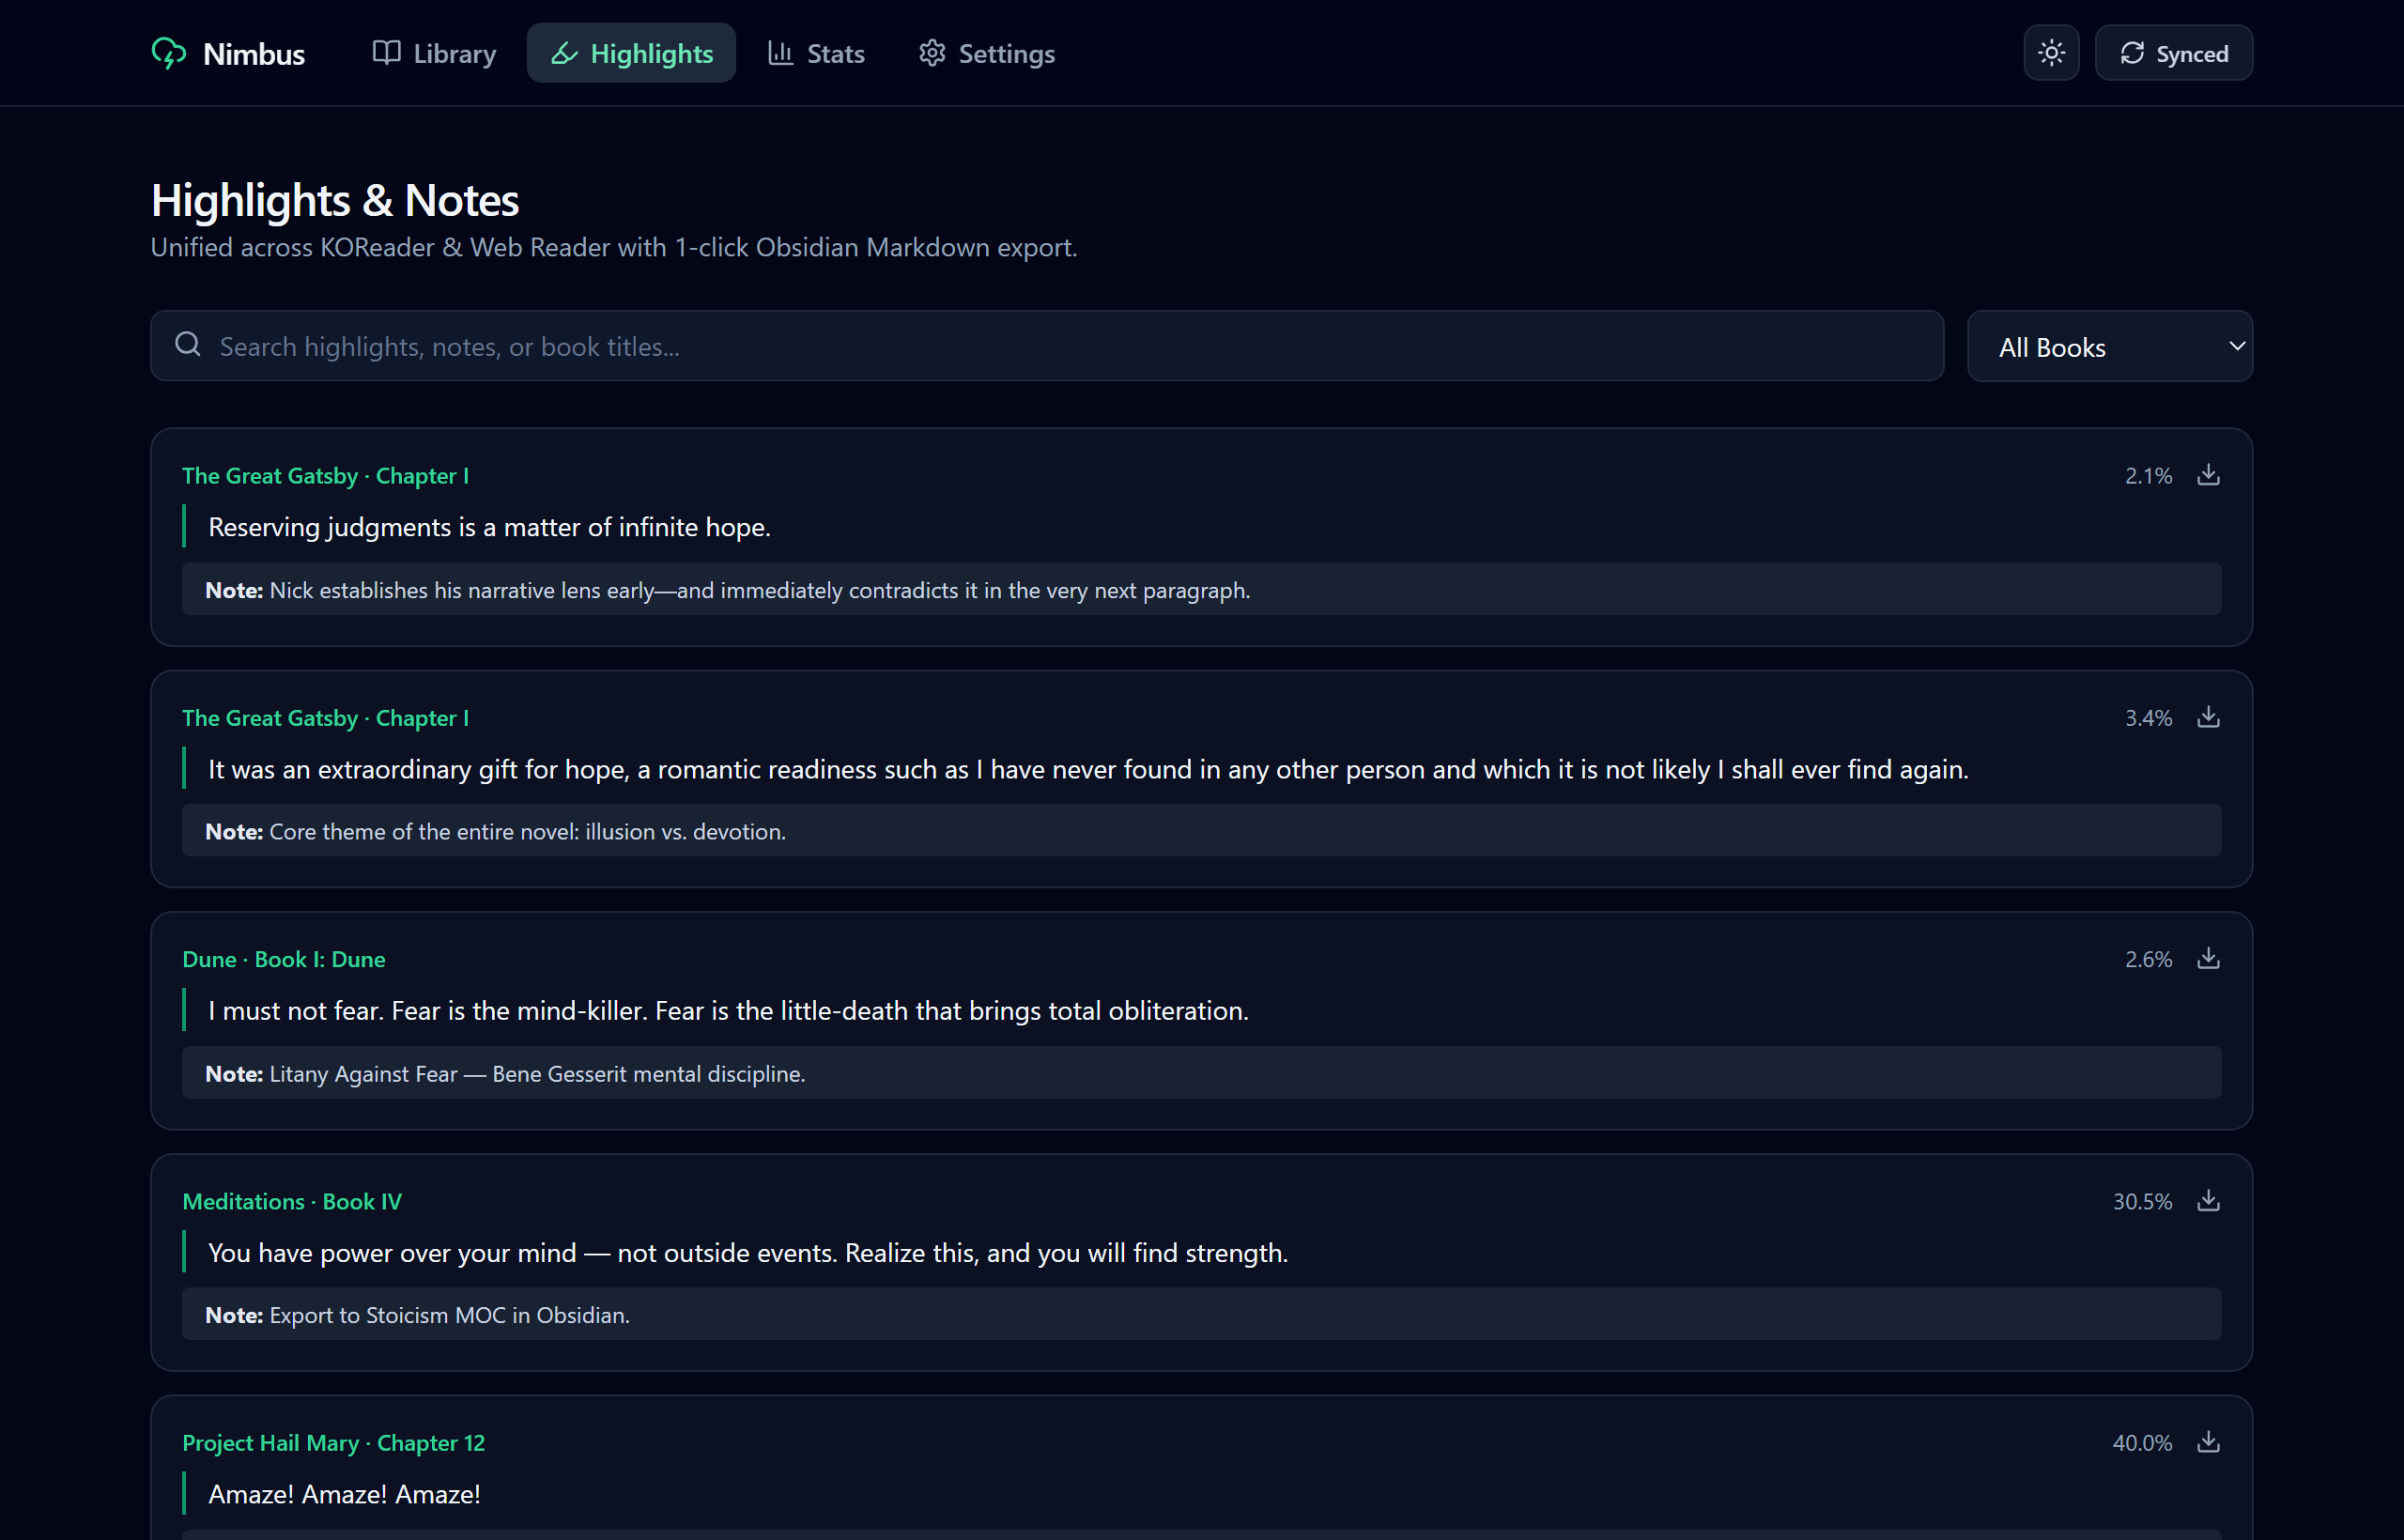 Nimbus
Library
Highlights
Stats
Settings
Synced
Highlights & Notes
Unified across KOReader & Web Reader with 1-click Obsidian Markdown export.
Search highlights, notes, or book titles...
All Books
The Great Gatsby · Chapter I
2.1%
Reserving judgments is a matter of infinite hope.
Note: Nick establishes his narrative lens early—and immediately contradicts it in the very next paragraph.
The Great Gatsby · Chapter I
3.4%
It was an extraordinary gift for hope, a romantic readiness such as I have never found in any other person and which it is not likely I shall ever find again.
Note: Core theme of the entire novel: illusion vs. devotion.
Dune · Book I: Dune
2.6%
I must not fear. Fear is the mind-killer. Fear is the little-death that brings total obliteration.
Note: Litany Against Fear — Bene Gesserit mental discipline.
Meditations · Book IV
30.5%
You have power over your mind — not outside events. Realize this, and you will find strength.
Note: Export to Stoicism MOC in Obsidian.
Project Hail Mary · Chapter 12
40.0%
Amaze! Amaze! Amaze!